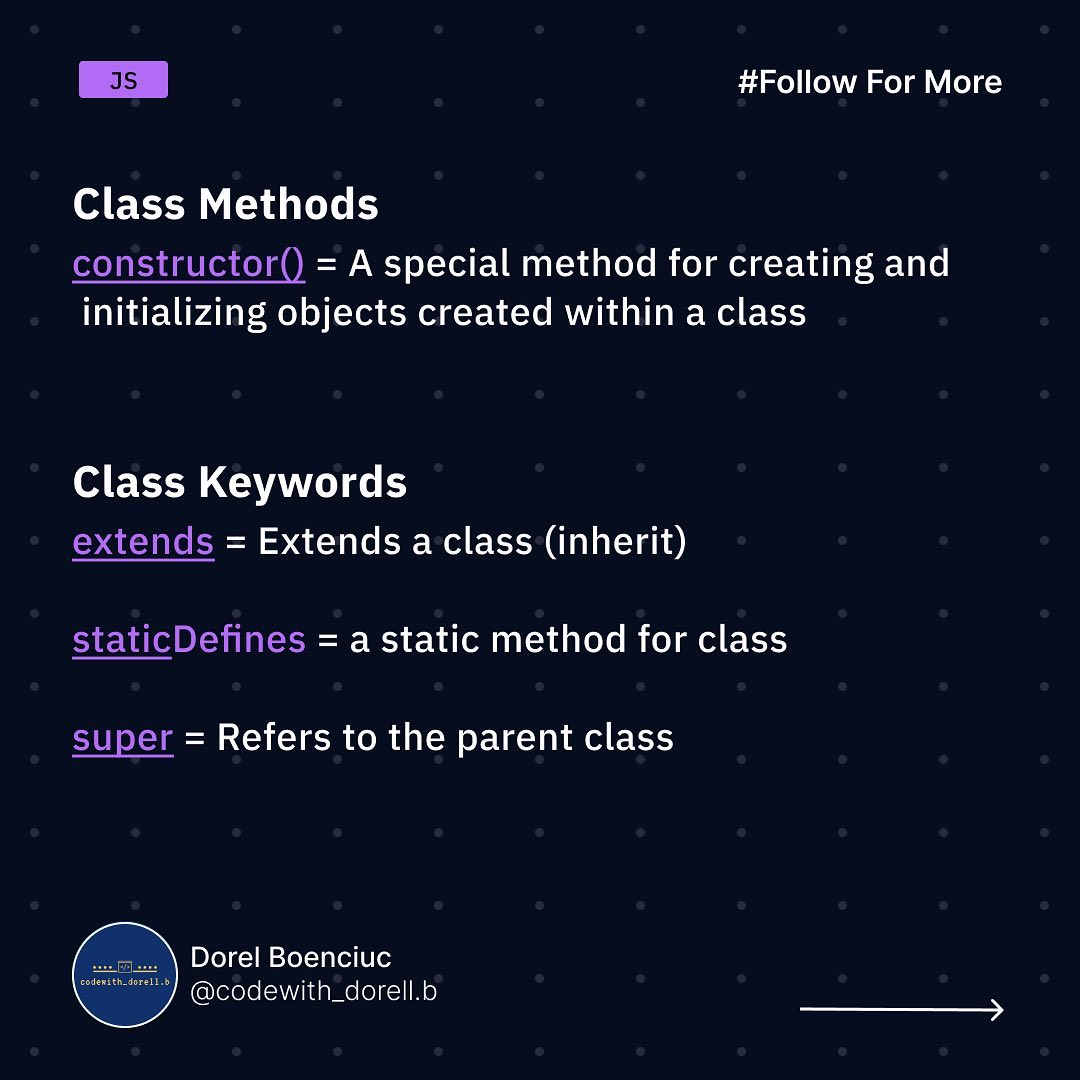 JS
#Follow For More
Class Methods
constructor() = A special method for creating and
initializing objects created within a class
Class Keywords
extends = Extends a class (inherit)
staticDefines = a static method for class
super = Refers to the parent class
</>
codewith_dorell.b
Dorel Boenciuc
@codewith_dorell.b